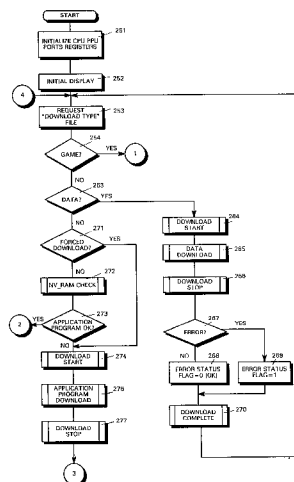 START
INITIALIZE CPU PPU
PORTS REGISTERS
251
INITIAL DISPLAY
252
4
REQUEST
"DOWNLOAD TYPE"
FILE
253
254
GAME?
YES
1
NO
263
DATA?
YES
NO
271
FORCED
DOWNLOAD?
YES
NO
272
NV_RAM CHECK
273
APPLICATION
PROGRAM OK?
YES
2
NO
DOWNLOAD
START
274
APPLICATION
PROGRAM
DOWNLOAD
276
DOWNLOAD
STOP
277
3
DOWNLOAD
START
264
DATA
DOWNLOAD
265
DOWNLOAD
STOP
266
267
ERROR?
YES
NO
268
ERROR STATUS
FLAG=0 (OK)
269
ERROR STATUS
FLAG=1
DOWNLOAD
COMPLETE
270